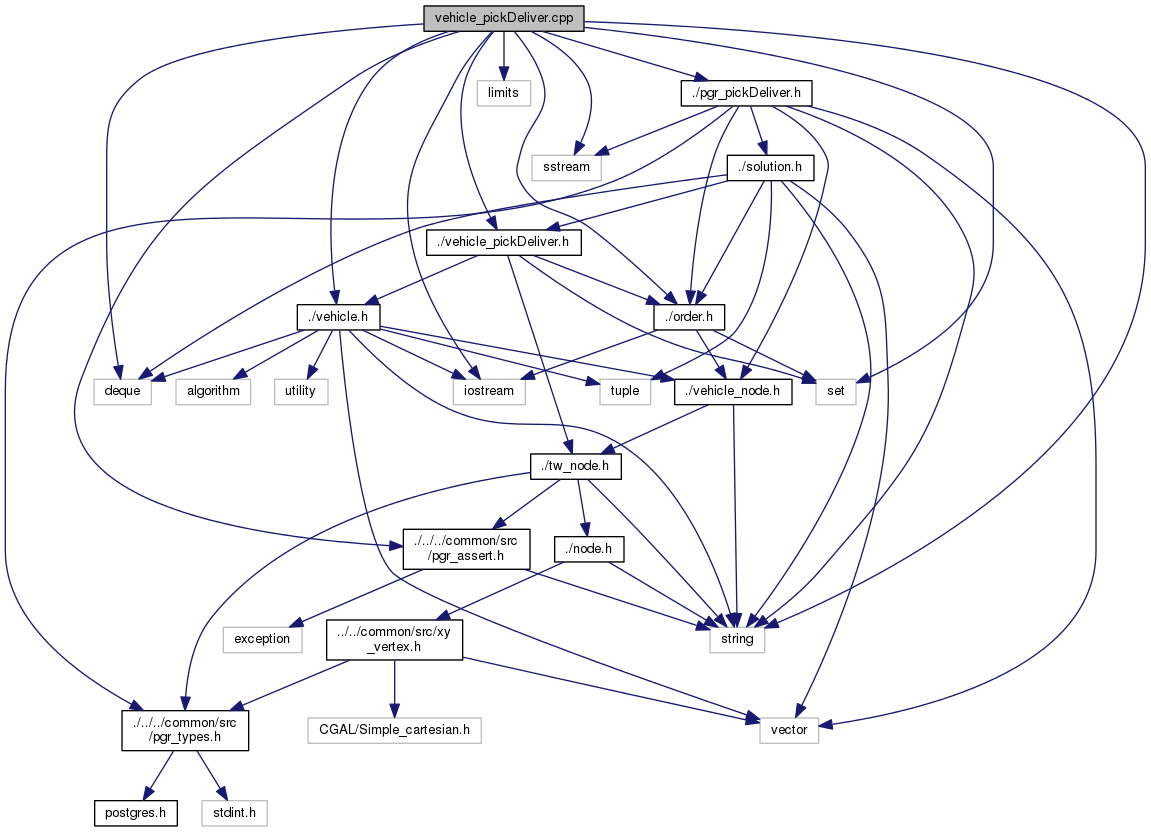 vehicle_pickDeliver.cpp
limits
./pgr_pickDeliver.h
sstream
./solution.h
./vehicle_pickDeliver.h
./vehicle.h
./order.h
deque
algorithm
utility
iostream
tuple
./vehicle_node.h
set
./tw_node.h
./../../common/src
/pgr_assert.h
./node.h
exception
../../common/src/xy
_vertex.h
string
./../../common/src
/pgr_types.h
CGAL/Simple_cartesian.h
vector
postgres.h
stdint.h